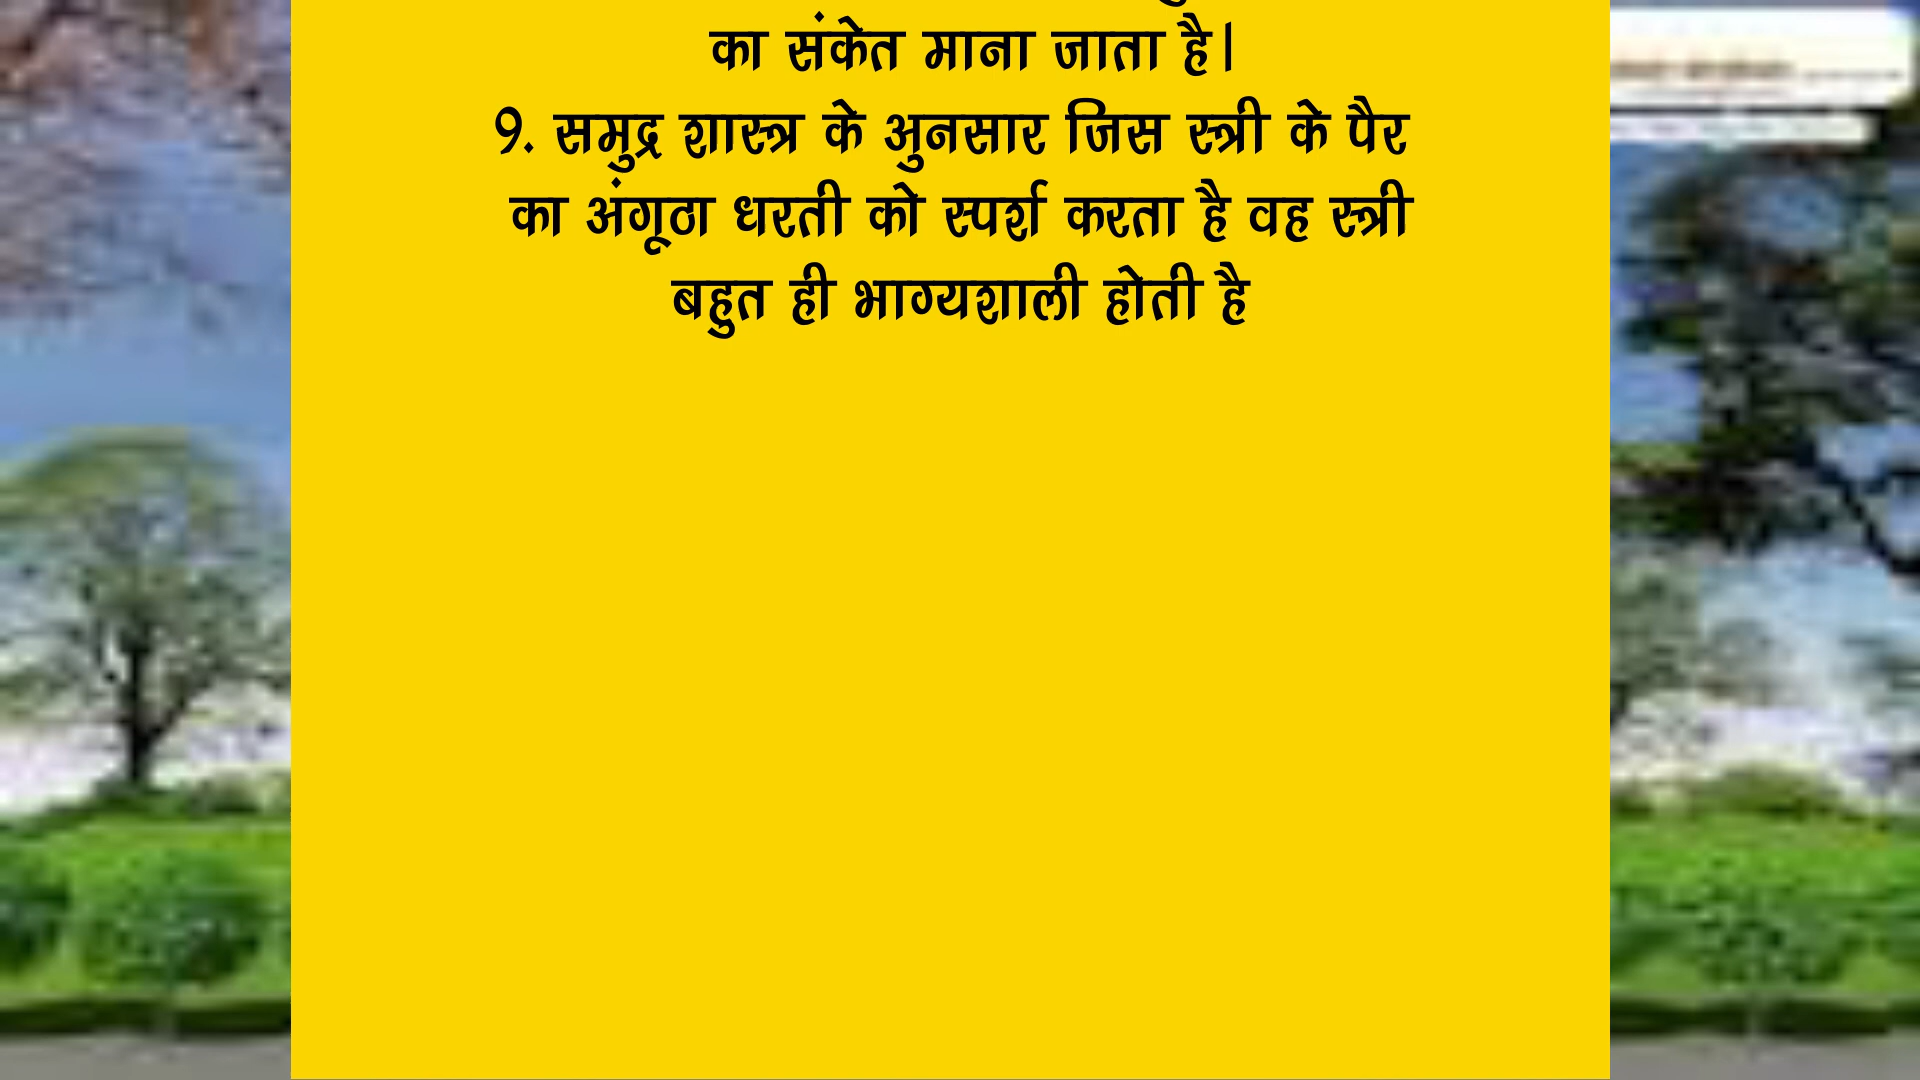 का संकेत माना जाता है।
9. समुद्र शास्त्र के अुनसार जिस स्त्री के पैर
का अंगूठा धरती को स्पर्श करता है वह स्त्री
बहुत ही भाग्यशाली होती है